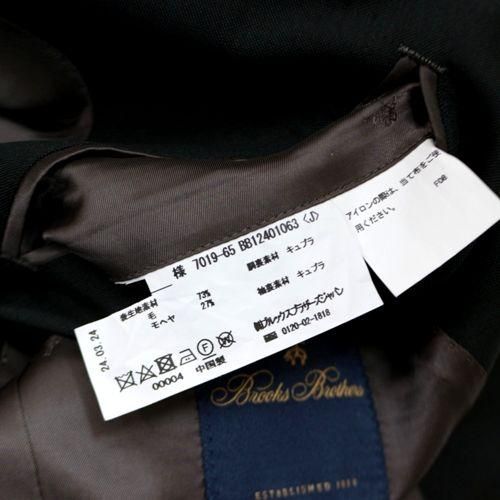 様 7019-65 BB12401063 〈J〉
表生地素材
毛 73%
モヘヤ 27%
胴裏素材 キュプラ
袖裏素材 キュプラ
㈱ブルックスブラザーズジャパン
0120-02-1818
24.03.24
00004 中国製
アイロンの際は、当て布をご使
用ください。
FDB
Brooks Brothers
ESTABLISHED 1818